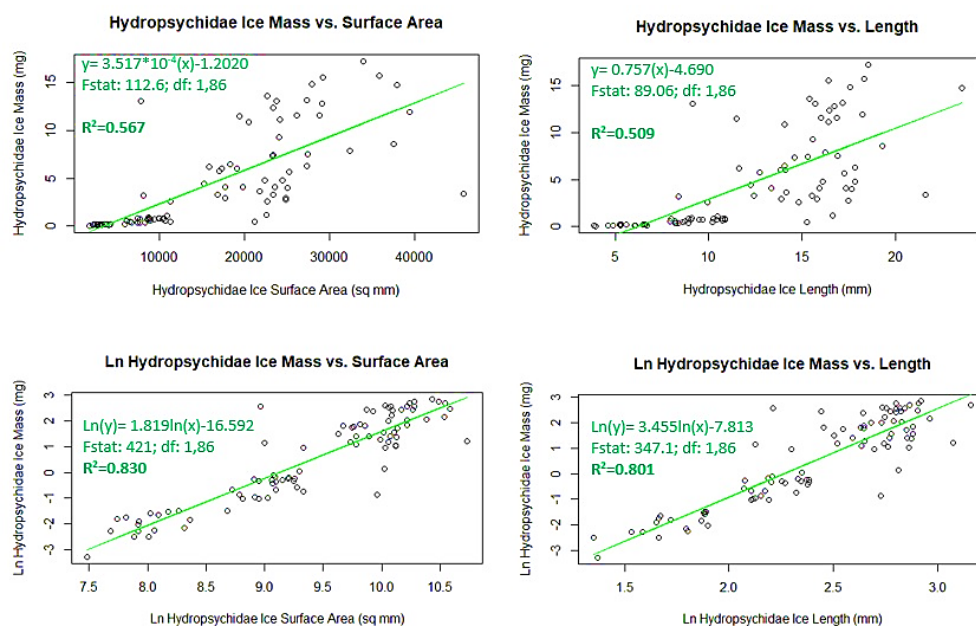 Hydropsychidae Ice Mass vs. Surface Area
Hydropsychidae Ice Mass (mg)
15
10
5
0
y= 3.517*10⁻⁴(x)-1.2020
Fstat: 112.6; df: 1,86
R²=0.567
10000 20000 30000 40000
Hydropsychidae Ice Surface Area (sq mm)
Hydropsychidae Ice Mass vs. Length
Hydropsychidae Ice Mass (mg)
15
10
5
0
y= 0.757(x)-4.690
Fstat: 89.06; df: 1,86
R²=0.509
5 10 15 20
Hydropsychidae Ice Length (mm)
Ln Hydropsychidae Ice Mass vs. Surface Area
Ln Hydropsychidae Ice Mass (mg)
3
2
1
0
-1
-2
-3
Ln(y)= 1.819ln(x)-16.592
Fstat: 421; df: 1,86
R²=0.830
7.5 8.0 8.5 9.0 9.5 10.0 10.5
Ln Hydropsychidae Ice Surface Area (sq mm)
Ln Hydropsychidae Ice Mass vs. Length
Ln Hydropsychidae Ice Mass (mg)
3
2
1
0
-1
-2
-3
Ln(y)= 3.455ln(x)-7.813
Fstat: 347.1; df: 1,86
R²=0.801
1.5 2.0 2.5 3.0
Ln Hydropsychidae Ice Length (mm)